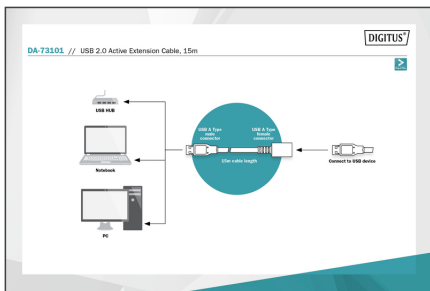 DIGITUS®
DA-73101 // USB 2.0 Active Extension Cable, 15m
USB HUB
Notebook
PC
USB A Type
male
connector
USB A Type
female
connector
15m cable length
Connect to USB device